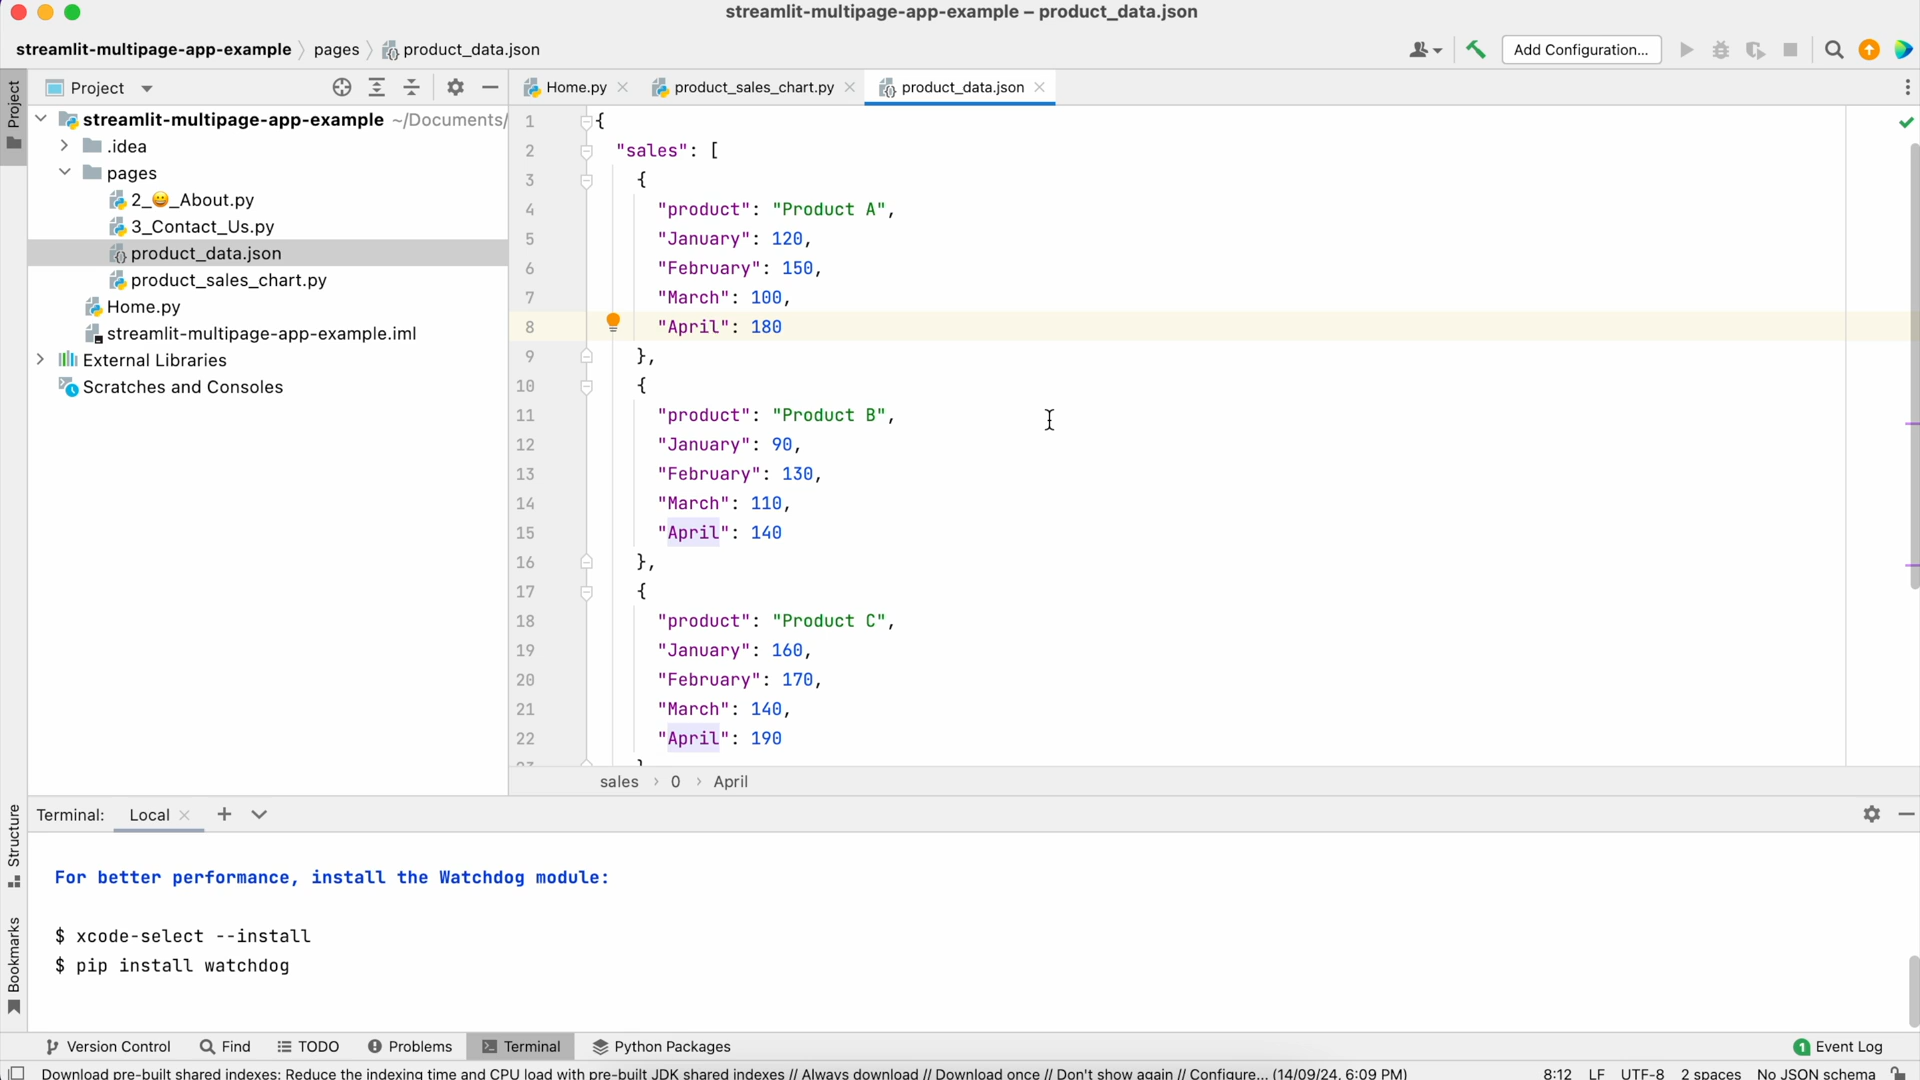 streamlit-multipage-app-example – product_data.json
streamlit-multipage-app-example
pages
product_data.json
Add Configuration...
Project
Project
Home.py
product_sales_chart.py
product_data.json
streamlit-multipage-app-example ~/Documents/
.idea
pages
2_😀_About.py
3_Contact_Us.py
product_data.json
product_sales_chart.py
Home.py
streamlit-multipage-app-example.iml
External Libraries
Scratches and Consoles
1 {
2 "sales": [
3 {
4 "product": "Product A",
5 "January": 120,
6 "February": 150,
7 "March": 100,
8 "April": 180
9 },
10 {
11 "product": "Product B",
12 "January": 90,
13 "February": 130,
14 "March": 110,
15 "April": 140
16 },
17 {
18 "product": "Product C",
19 "January": 160,
20 "February": 170,
21 "March": 140,
22 "April": 190
sales › 0 › April
Structure
Bookmarks
Terminal:
Local
For better performance, install the Watchdog module:
$ xcode-select --install
$ pip install watchdog
Version Control
Find
TODO
Problems
Terminal
Python Packages
1 Event Log
Download pre-built shared indexes: Reduce the indexing time and CPU load with pre-built JDK shared indexes // Always download // Download once // Don't show again // Configure... (14/09/24, 6:09 PM)
8:12 LF UTF-8 2 spaces No JSON schema